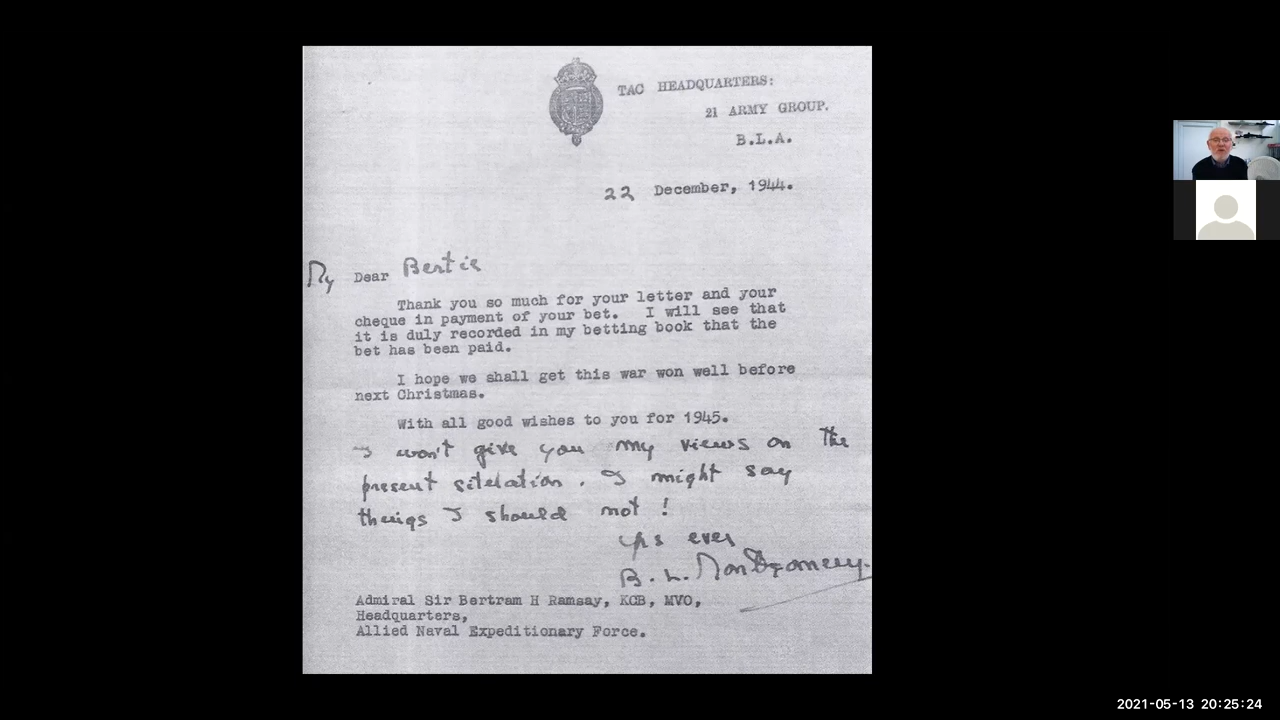 TAC HEADQUARTERS:
21 ARMY GROUP.
B.L.A.
22 December, 1944.
My Dear Bertie
Thank you so much for your letter and your
cheque in payment of your bet. I will see that
it is duly recorded in my betting book that the
bet has been paid.
I hope we shall get this war won well before
next Christmas.
With all good wishes to you for 1945.
I won't give you my views on the
present situation. I might say
things I should not!
Yrs ever
B. L. Montgomery.
Admiral Sir Bertram H Ramsay, KCB, MVO,
Headquarters,
Allied Naval Expeditionary Force.
2021-05-13 20:25:24